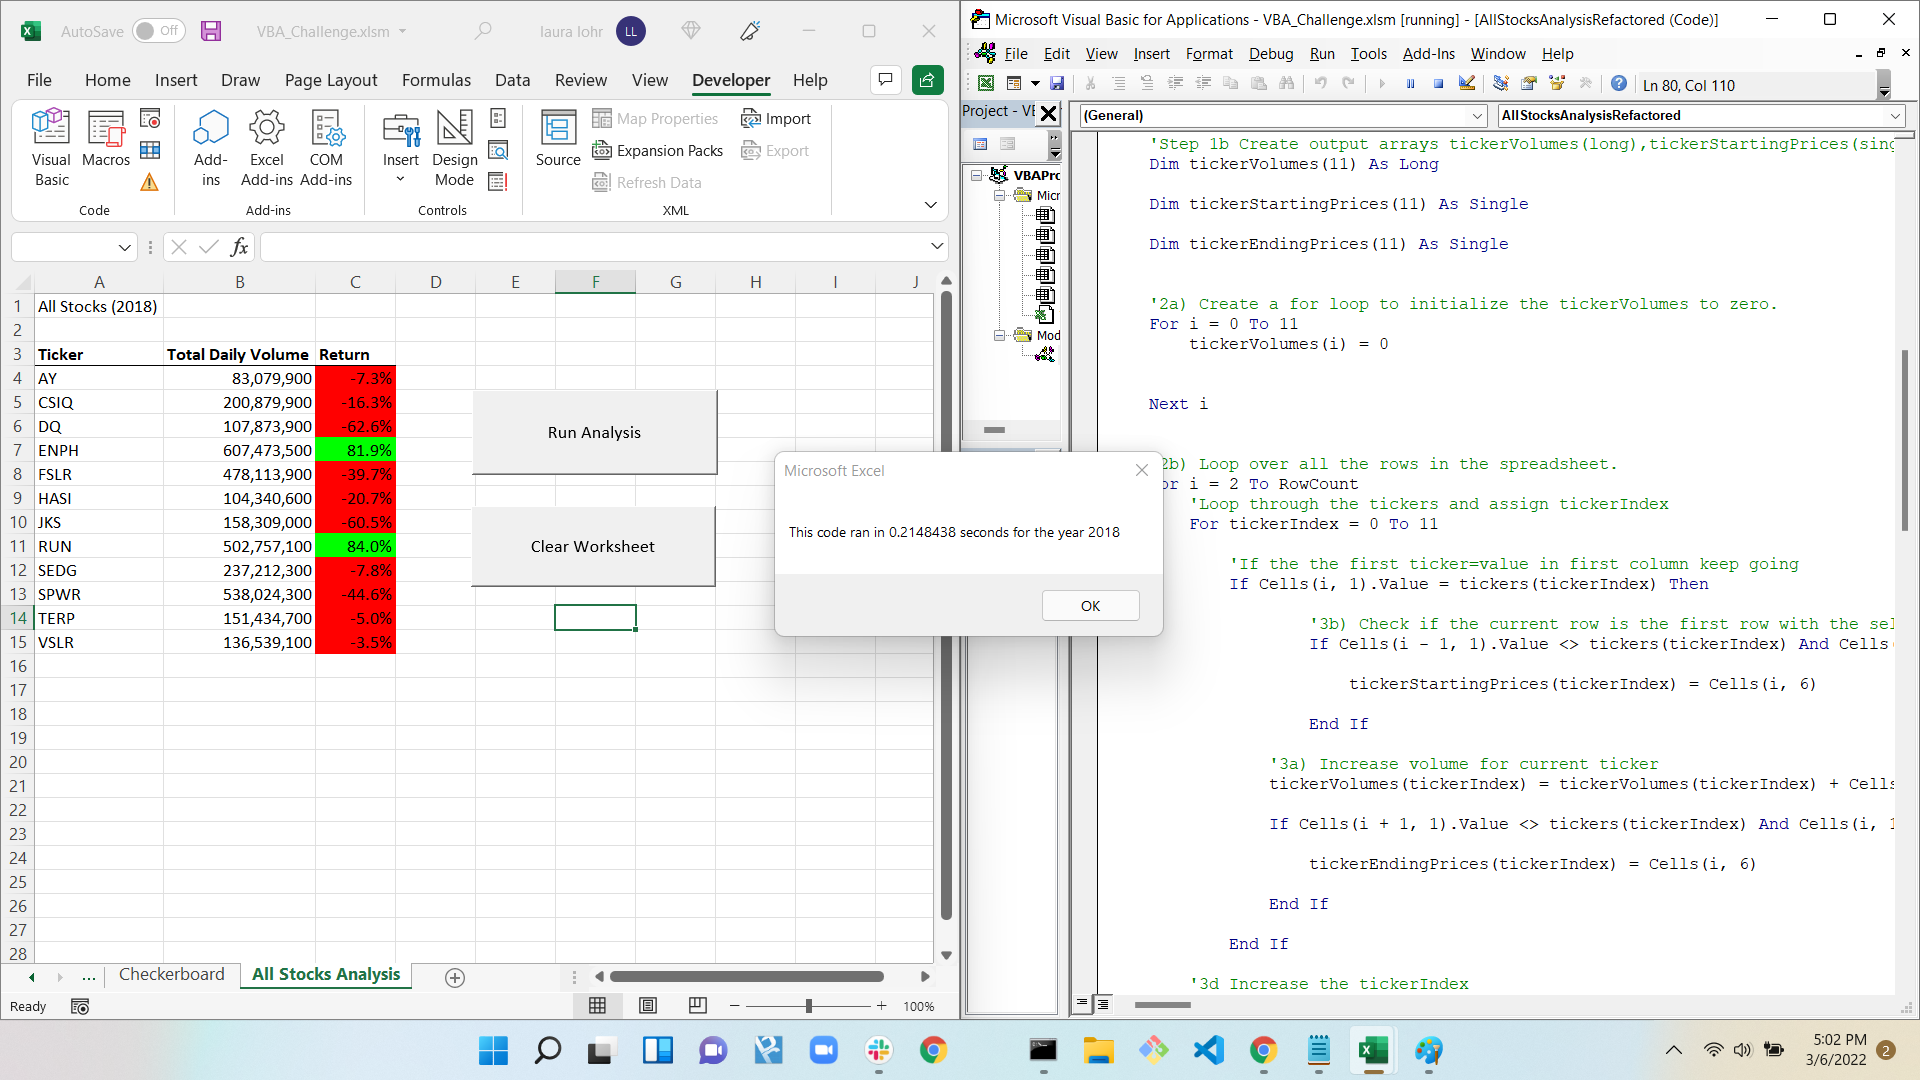 AutoSave Off VBA_Challenge.xlsm laura lohr LL
File Home Insert Draw Page Layout Formulas Data Review View Developer Help
Visual Basic Macros Add-ins Excel Add-ins COM Add-ins Insert Design Mode Source Map Properties Import
Expansion Packs Export
Refresh Data
Code Add-ins Controls XML
fx
A B C D E F G H I J
1 All Stocks (2018)
2
3 Ticker Total Daily Volume Return
4 AY 83,079,900 -7.3%
5 CSIQ 200,879,900 -16.3%
6 DQ 107,873,900 -62.6%
7 ENPH 607,473,500 81.9%
8 FSLR 478,113,900 -39.7%
9 HASI 104,340,600 -20.7%
10 JKS 158,309,000 -60.5%
11 RUN 502,757,100 84.0%
12 SEDG 237,212,300 -7.8%
13 SPWR 538,024,300 -44.6%
14 TERP 151,434,700 -5.0%
15 VSLR 136,539,100 -3.5%
16
17
18
19
20
21
22
23
24
25
26
27
28
Run Analysis
Clear Worksheet
... Checkerboard All Stocks Analysis
Ready 100%
Microsoft Excel
This code ran in 0.2148438 seconds for the year 2018
OK
Microsoft Visual Basic for Applications - VBA_Challenge.xlsm [running] - [AllStocksAnalysisRefactored (Code)]
File Edit View Insert Format Debug Run Tools Add-Ins Window Help
Ln 80, Col 110
Project - VE
VBAPro
Micr
Mod
(General) AllStocksAnalysisRefactored
'Step 1b Create output arrays tickerVolumes(long),tickerStartingPrices(sing
Dim tickerVolumes(11) As Long
Dim tickerStartingPrices(11) As Single
Dim tickerEndingPrices(11) As Single
'2a) Create a for loop to initialize the tickerVolumes to zero.
For i = 0 To 11
tickerVolumes(i) = 0
Next i
2b) Loop over all the rows in the spreadsheet.
or i = 2 To RowCount
'Loop through the tickers and assign tickerIndex
For tickerIndex = 0 To 11
'If the the first ticker=value in first column keep going
If Cells(i, 1).Value = tickers(tickerIndex) Then
'3b) Check if the current row is the first row with the sel
If Cells(i - 1, 1).Value <> tickers(tickerIndex) And Cells
tickerStartingPrices(tickerIndex) = Cells(i, 6)
End If
'3a) Increase volume for current ticker
tickerVolumes(tickerIndex) = tickerVolumes(tickerIndex) + Cells
If Cells(i + 1, 1).Value <> tickers(tickerIndex) And Cells(i, 1
tickerEndingPrices(tickerIndex) = Cells(i, 6)
End If
End If
'3d Increase the tickerIndex
5:02 PM
3/6/2022
2